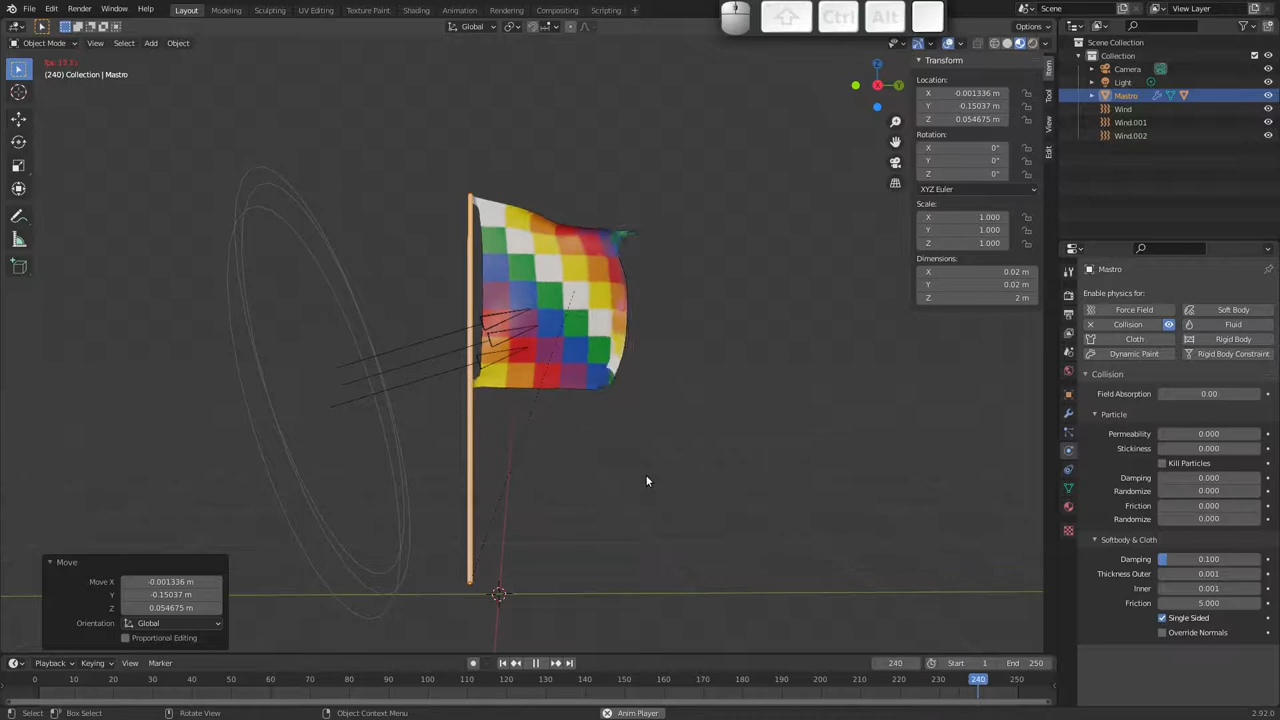 File Edit Render Window Help Layout Modeling Sculpting UV Editing Texture Paint Shading Animation Rendering Compositing Scripting +
Scene
View Layer
Ctrl Alt
Global
Options
Object Mode View Select Add Object
(240) Collection | Mastro
Z
Y
X
Transform
Location:
X -0.001336 m
Y -0.15037 m
Z 0.054675 m
Rotation:
X 0°
Y 0°
Z 0°
XYZ Euler
Scale:
X 1.000
Y 1.000
Z 1.000
Dimensions:
X 0.02 m
Y 0.02 m
Z 2 m
Item
Tool
View
Edit
Scene Collection
Collection
Camera
Light
Mastro
Wind
Wind.001
Wind.002
Mastro
Enable physics for:
Force Field Soft Body
Collision Fluid
Cloth Rigid Body
Dynamic Paint Rigid Body Constraint
Collision
Field Absorption 0.00
Particle
Permeability 0.000
Stickiness 0.000
Kill Particles
Damping 0.000
Randomize 0.000
Friction 0.000
Randomize 0.000
Softbody & Cloth
Damping 0.100
Thickness Outer 0.001
Inner 0.001
Friction 5.000
Single Sided
Override Normals
Move
Move X -0.001336 m
Y -0.15037 m
Z 0.054675 m
Orientation Global
Proportional Editing
Playback Keying View Marker
240 Start 1 End 250
0 10 20 30 40 50 60 70 80 90 100 110 120 130 140 150 160 170 180 190 200 210 220 230 240 250
Select Box Select Rotate View Object Context Menu Anim Player 2.92.0